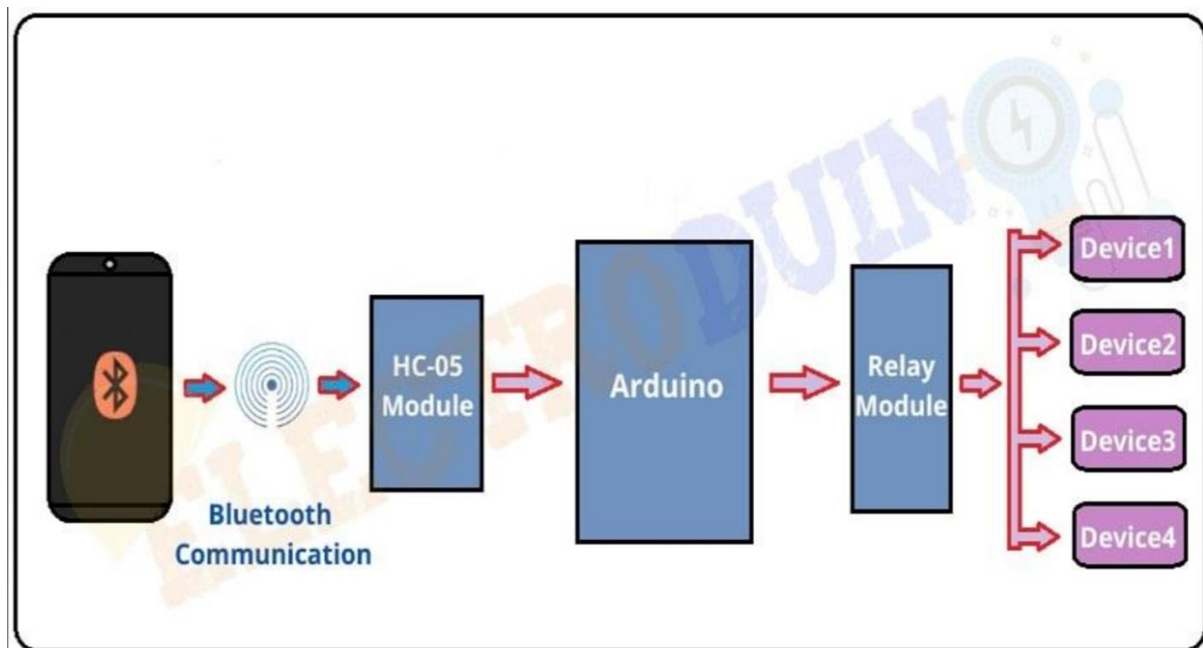 ELECTRODUINO
Bluetooth
Communication
HC-05
Module
Arduino
Relay
Module
Device1
Device2
Device3
Device4